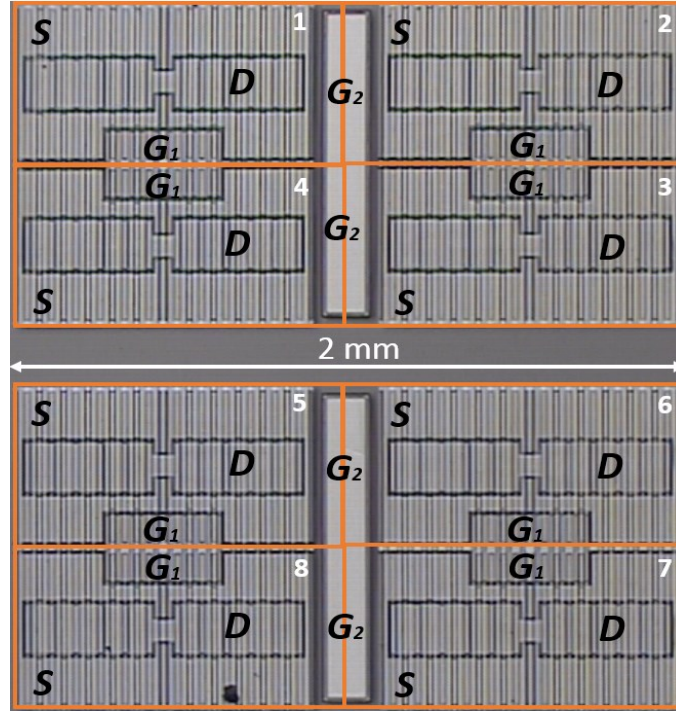 S 1 S 2
D G₂ D
G₁ G₁
G₁ 4 G₁ 3
D G₂ D
S S
2 mm
S 5 S 6
D G₂ D
G₁ G₁
G₁ 8 G₁ 7
D G₂ D
S S